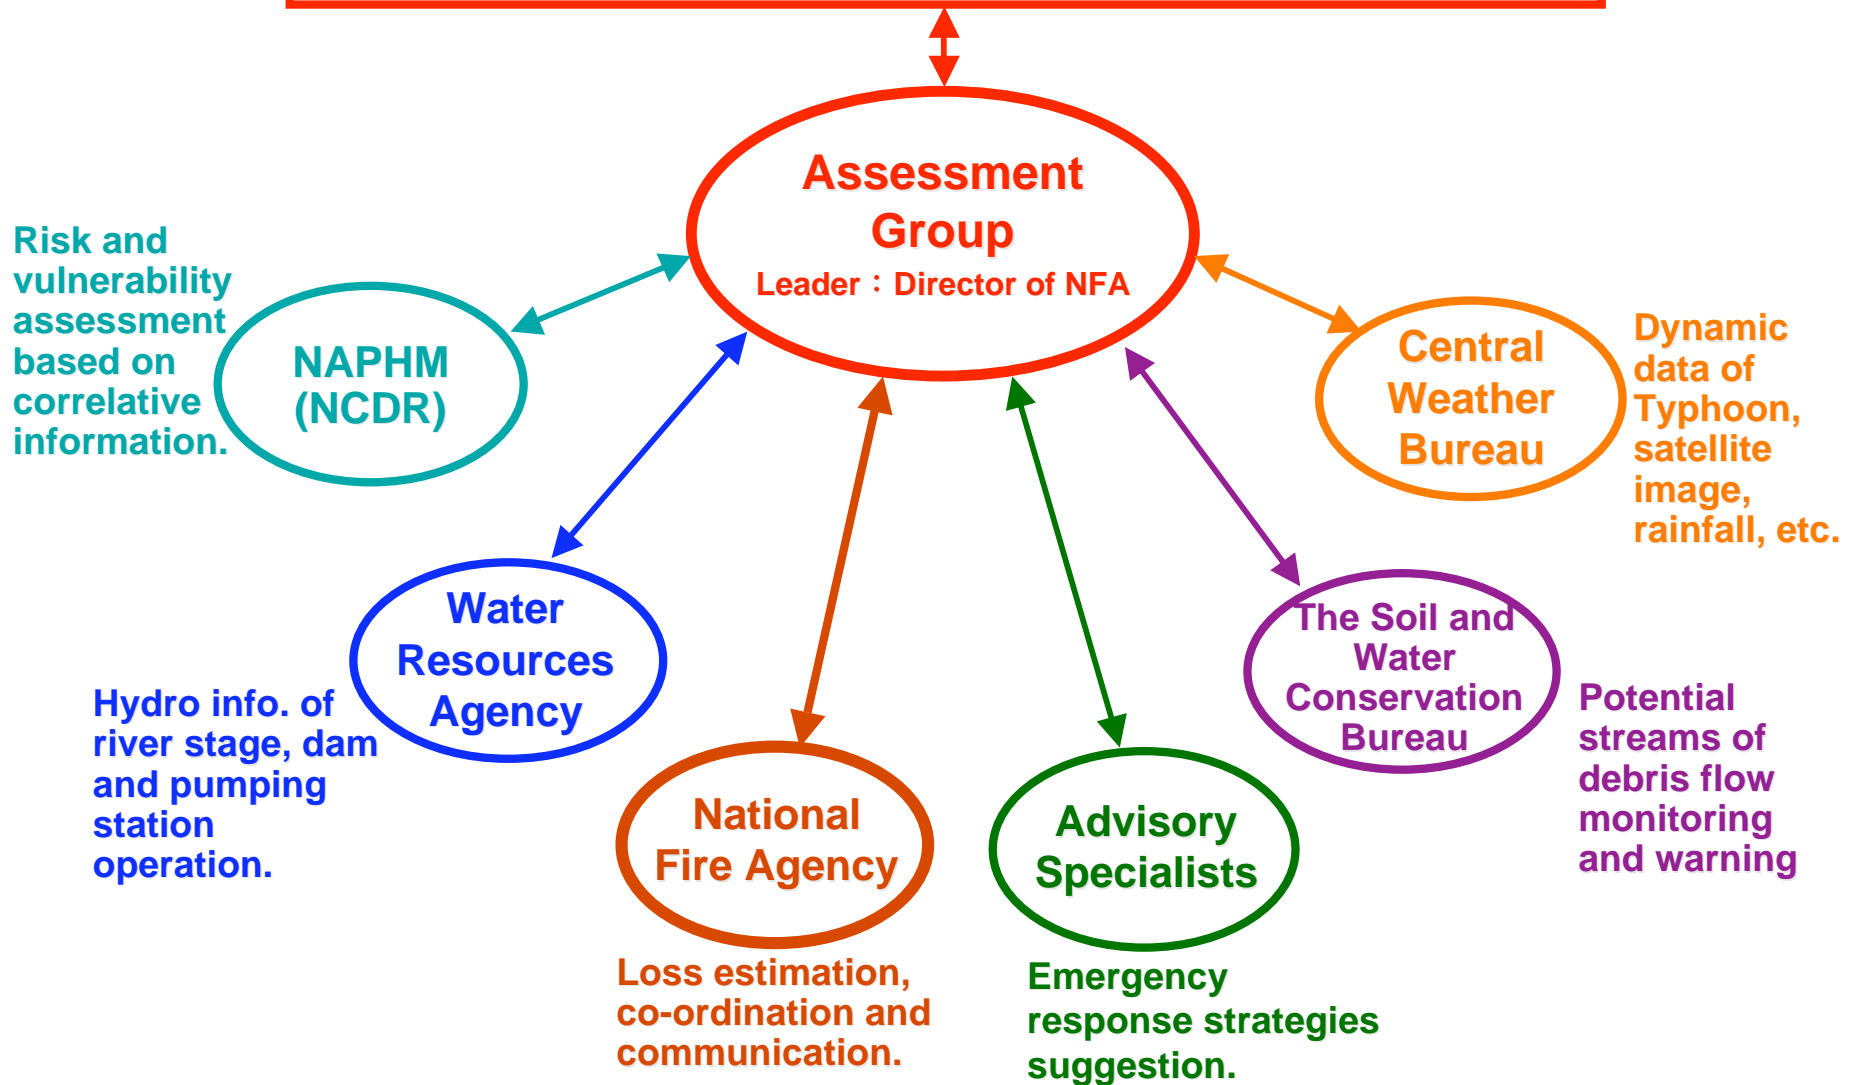 Assessment
Group
Leader：Director of NFA
Risk and
vulnerability
assessment
based on
correlative
information.
NAPHM
(NCDR)
Central
Weather
Bureau
Dynamic
data of
Typhoon,
satellite
image,
rainfall, etc.
Water
Resources
Agency
Hydro info. of
river stage, dam
and pumping
station
operation.
The Soil and
Water
Conservation
Bureau
Potential
streams of
debris flow
monitoring
and warning
National
Fire Agency
Loss estimation,
co-ordination and
communication.
Advisory
Specialists
Emergency
response strategies
suggestion.